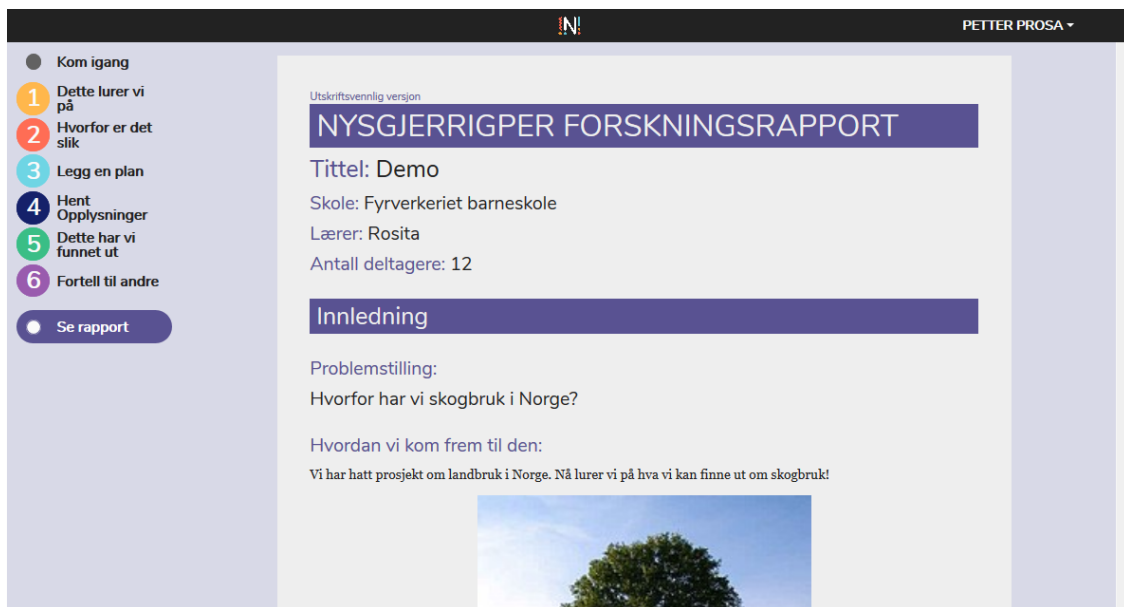 !N!
PETTER PROSA
Kom igang
1
Dette lurer vi
på
2
Hvorfor er det
slik
3
Legg en plan
4
Hent
Opplysninger
5
Dette har vi
funnet ut
6
Fortell til andre
Se rapport
Utskriftsvennlig versjon
NYSGJERRIGPER FORSKNINGSRAPPORT
Tittel: Demo
Skole: Fyrverkeriet barneskole
Lærer: Rosita
Antall deltagere: 12
Innledning
Problemstilling:
Hvorfor har vi skogbruk i Norge?
Hvordan vi kom frem til den:
Vi har hatt prosjekt om landbruk i Norge. Nå lurer vi på hva vi kan finne ut om skogbruk!